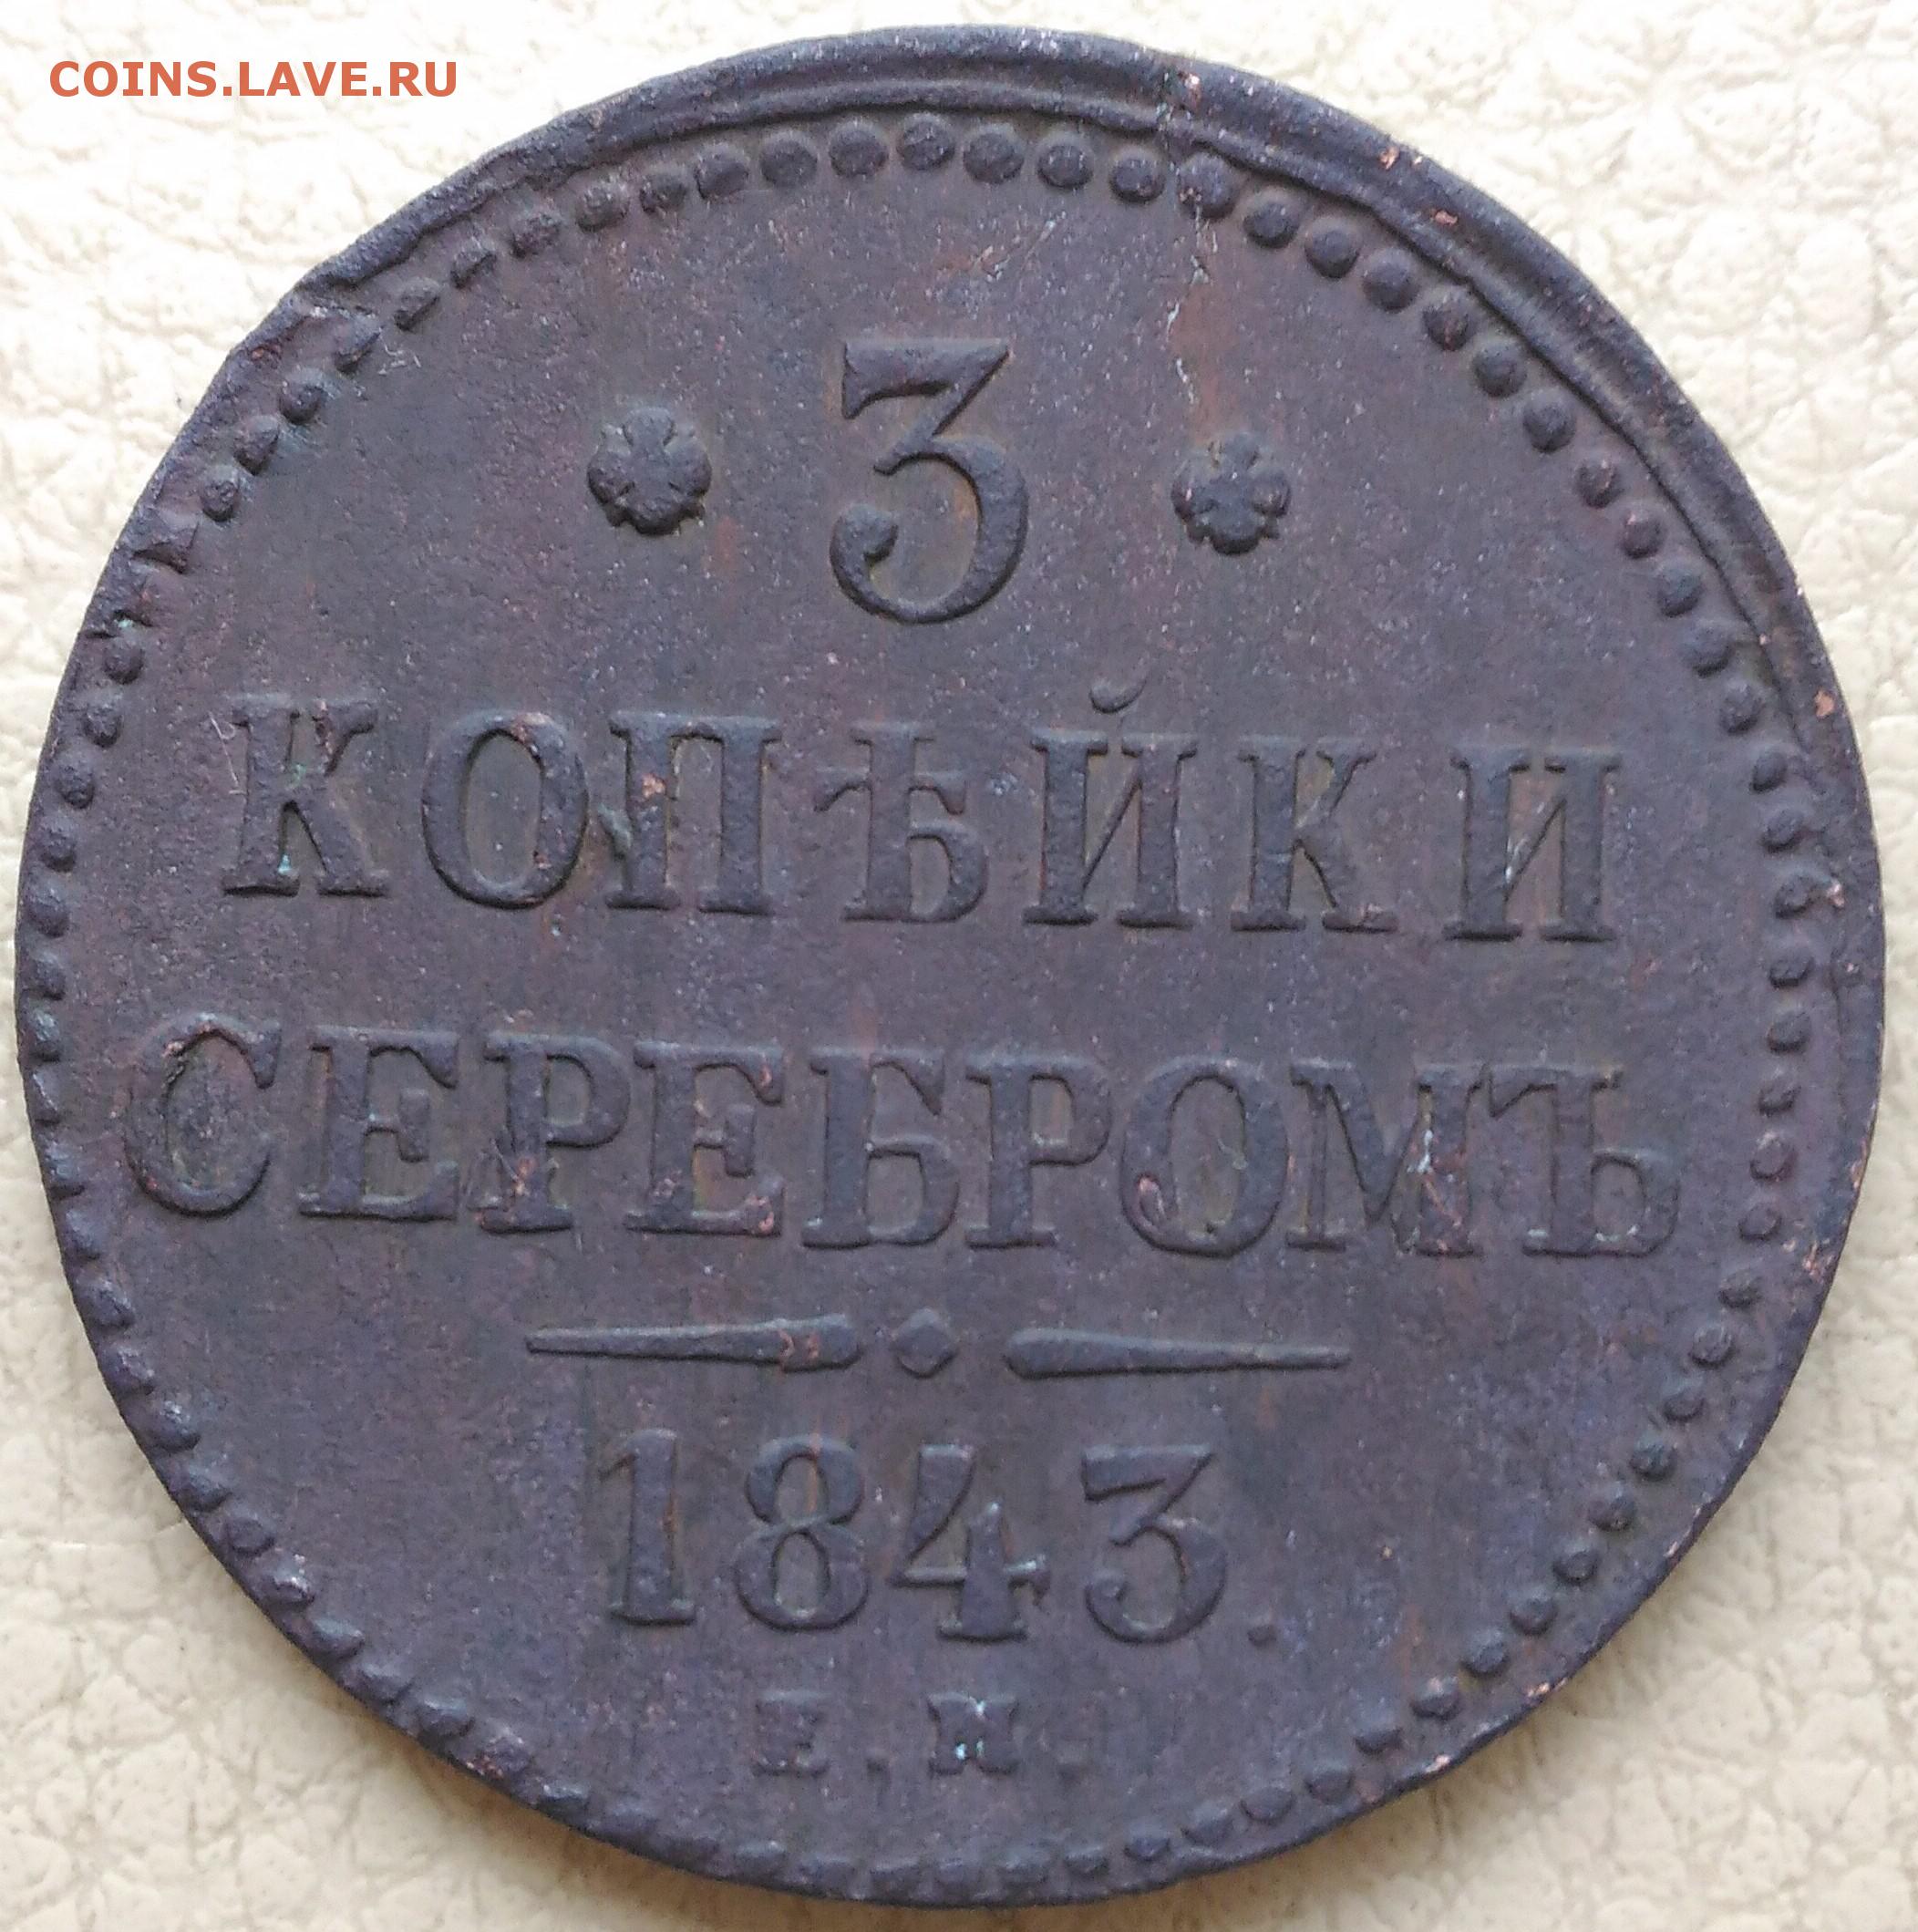 COINS.LAVE.RU
3
КОПѢЙКИ
СЕРЕБРОМЪ
1843.
Е.М.